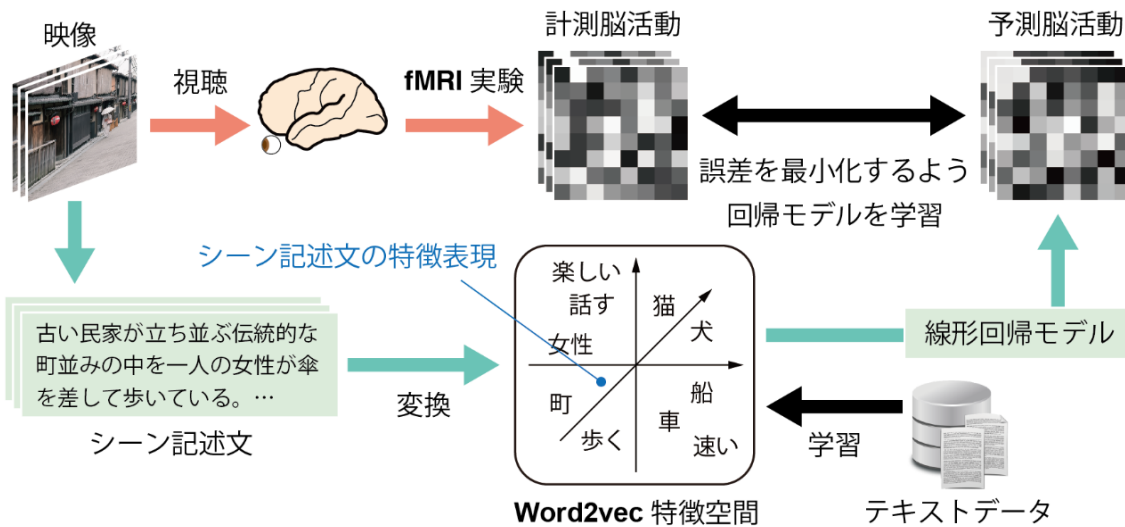 映像
視聴
fMRI 実験
計測脳活動
予測脳活動
誤差を最小化するよう
回帰モデルを学習
シーン記述文の特徴表現
古い民家が立ち並ぶ伝統的な
町並みの中を一人の女性が傘
を差して歩いている。…
シーン記述文
変換
楽しい
話す
女性
猫
犬
町
歩く
船
車
速い
Word2vec 特徴空間
線形回帰モデル
学習
テキストデータ